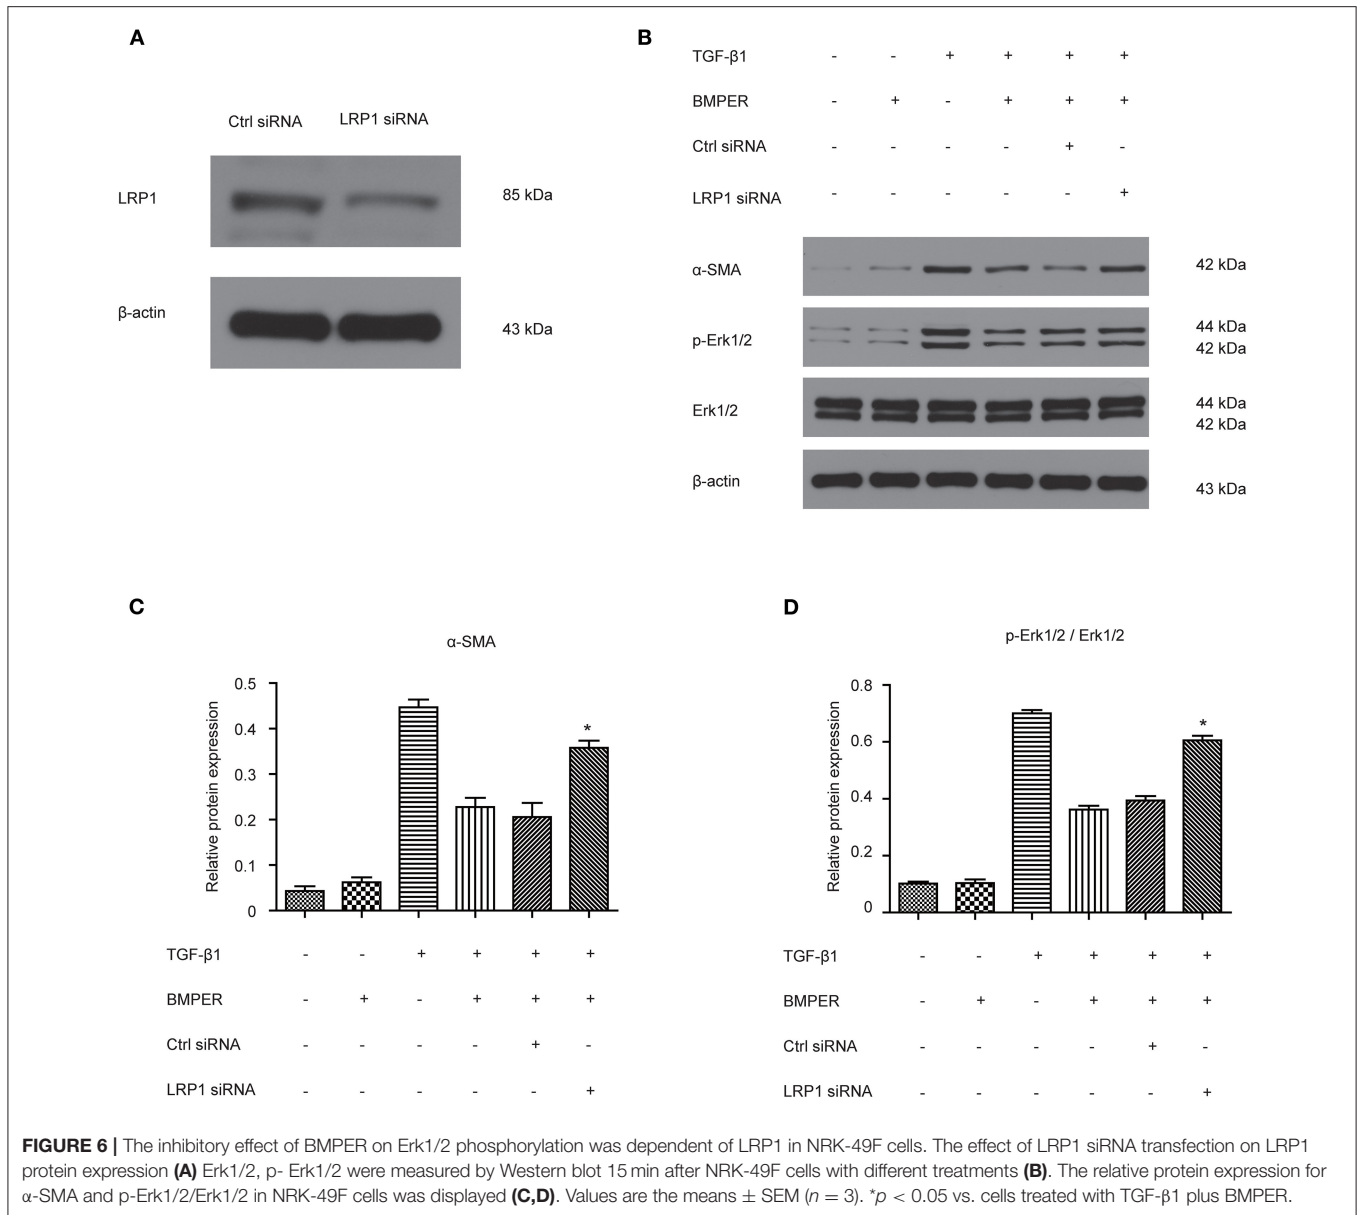 A
Ctrl siRNA LRP1 siRNA
LRP1 85 kDa
β-actin 43 kDa
B
TGF-β1 - - + + + +
BMPER - + - + + +
Ctrl siRNA - - - - + -
LRP1 siRNA - - - - - +
α-SMA 42 kDa
p-Erk1/2 44 kDa
42 kDa
Erk1/2 44 kDa
42 kDa
β-actin 43 kDa
C
α-SMA
Relative protein expression
0.5
0.4
0.3
0.2
0.1
0
*
TGF-β1 - - + + + +
BMPER - + - + + +
Ctrl siRNA - - - - + -
LRP1 siRNA - - - - - +
D
p-Erk1/2 / Erk1/2
Relative protein expression
0.8
0.6
0.4
0.2
0
*
TGF-β1 - - + + + +
BMPER - + - + + +
Ctrl siRNA - - - - + -
LRP1 siRNA - - - - - +
FIGURE 6 | The inhibitory effect of BMPER on Erk1/2 phosphorylation was dependent of LRP1 in NRK-49F cells. The effect of LRP1 siRNA transfection on LRP1
protein expression (A) Erk1/2, p- Erk1/2 were measured by Western blot 15 min after NRK-49F cells with different treatments (B). The relative protein expression for
α-SMA and p-Erk1/2/Erk1/2 in NRK-49F cells was displayed (C,D). Values are the means ± SEM (n = 3). *p < 0.05 vs. cells treated with TGF-β1 plus BMPER.